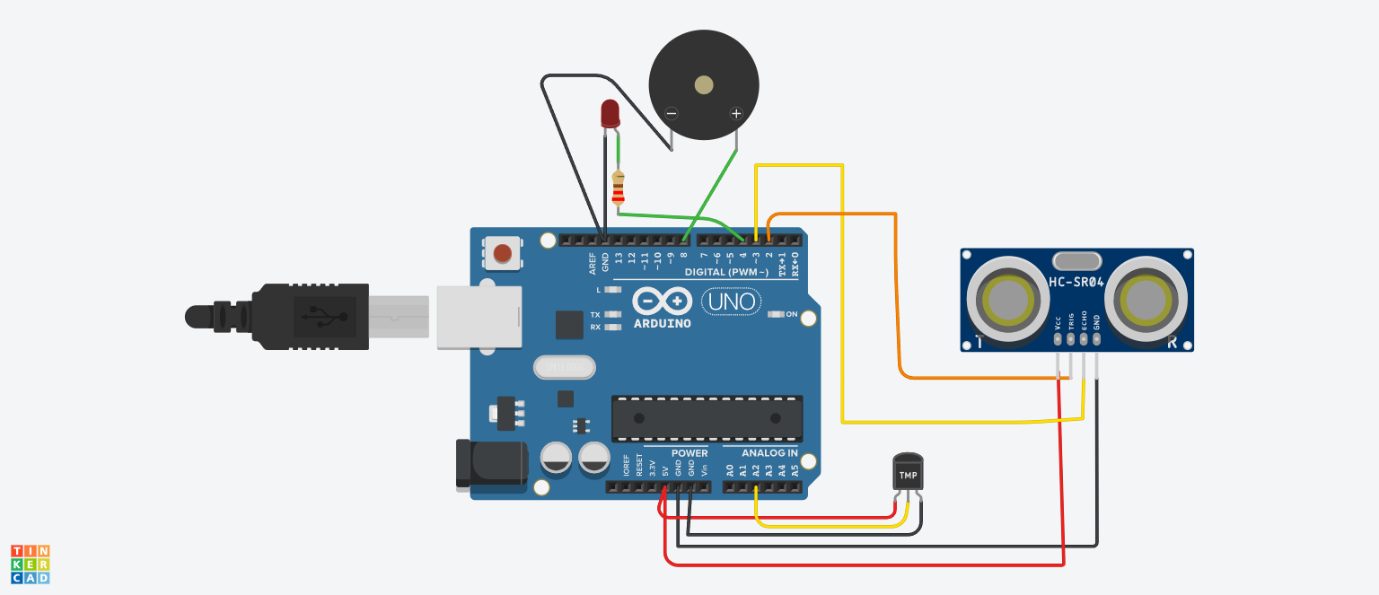 − +
AREF
GND
13
12
~11
~10
~9
8
7
~6
~5
4
~3
2
TX→1
RX←0
DIGITAL (PWM~)
L
TX
RX
UNO
ARDUINO
ON
HC-SR04
VCC
TRIG
ECHO
GND
T R
POWER
ANALOG IN
IOREF
RESET
3.3V
5V
GND
GND
Vin
A0
A1
A2
A3
A4
A5
TMP
TIN
KER
CAD